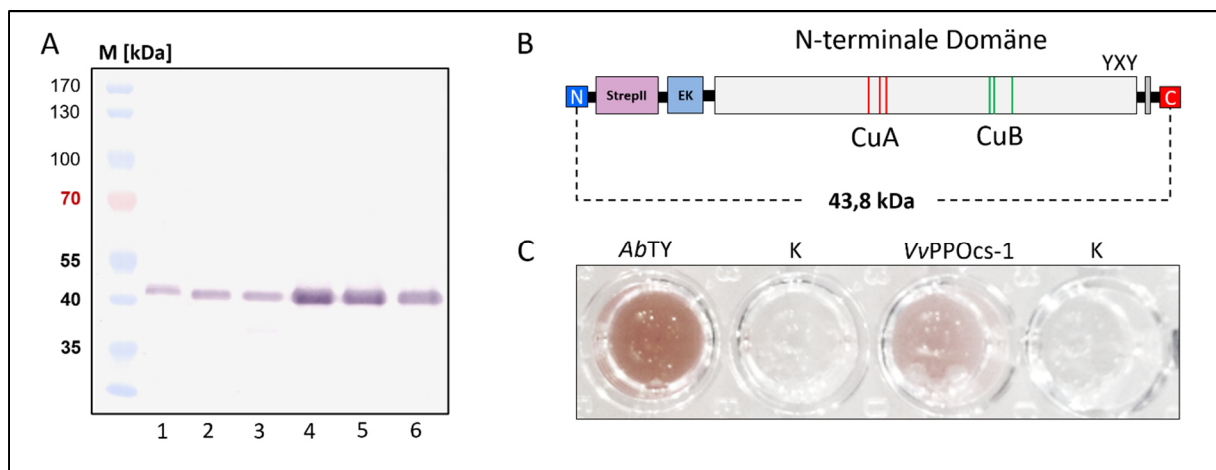 A
M [kDa]
170
130
100
70
55
40
35
1 2 3 4 5 6
B
N-terminale Domäne
YXY
N StrepII EK C
CuA CuB
43,8 kDa
C
AbTY K VvPPOcs-1 K